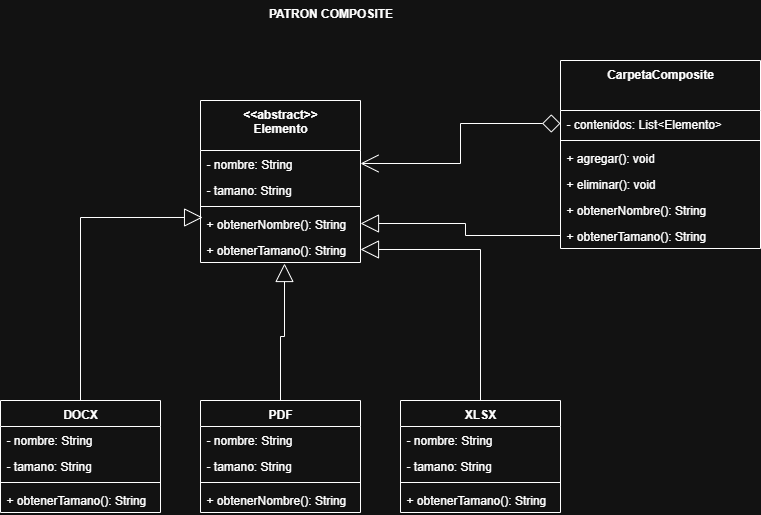 PATRON COMPOSITE
CarpetaComposite
- contenidos: List<Elemento>
+ agregar(): void
+ eliminar(): void
+ obtenerNombre(): String
+ obtenerTamano(): String
<<abstract>>
Elemento
- nombre: String
- tamano: String
+ obtenerNombre(): String
+ obtenerTamano(): String
DOCX
- nombre: String
- tamano: String
+ obtenerTamano(): String
PDF
- nombre: String
- tamano: String
+ obtenerNombre(): String
XLSX
- nombre: String
- tamano: String
+ obtenerTamano(): String